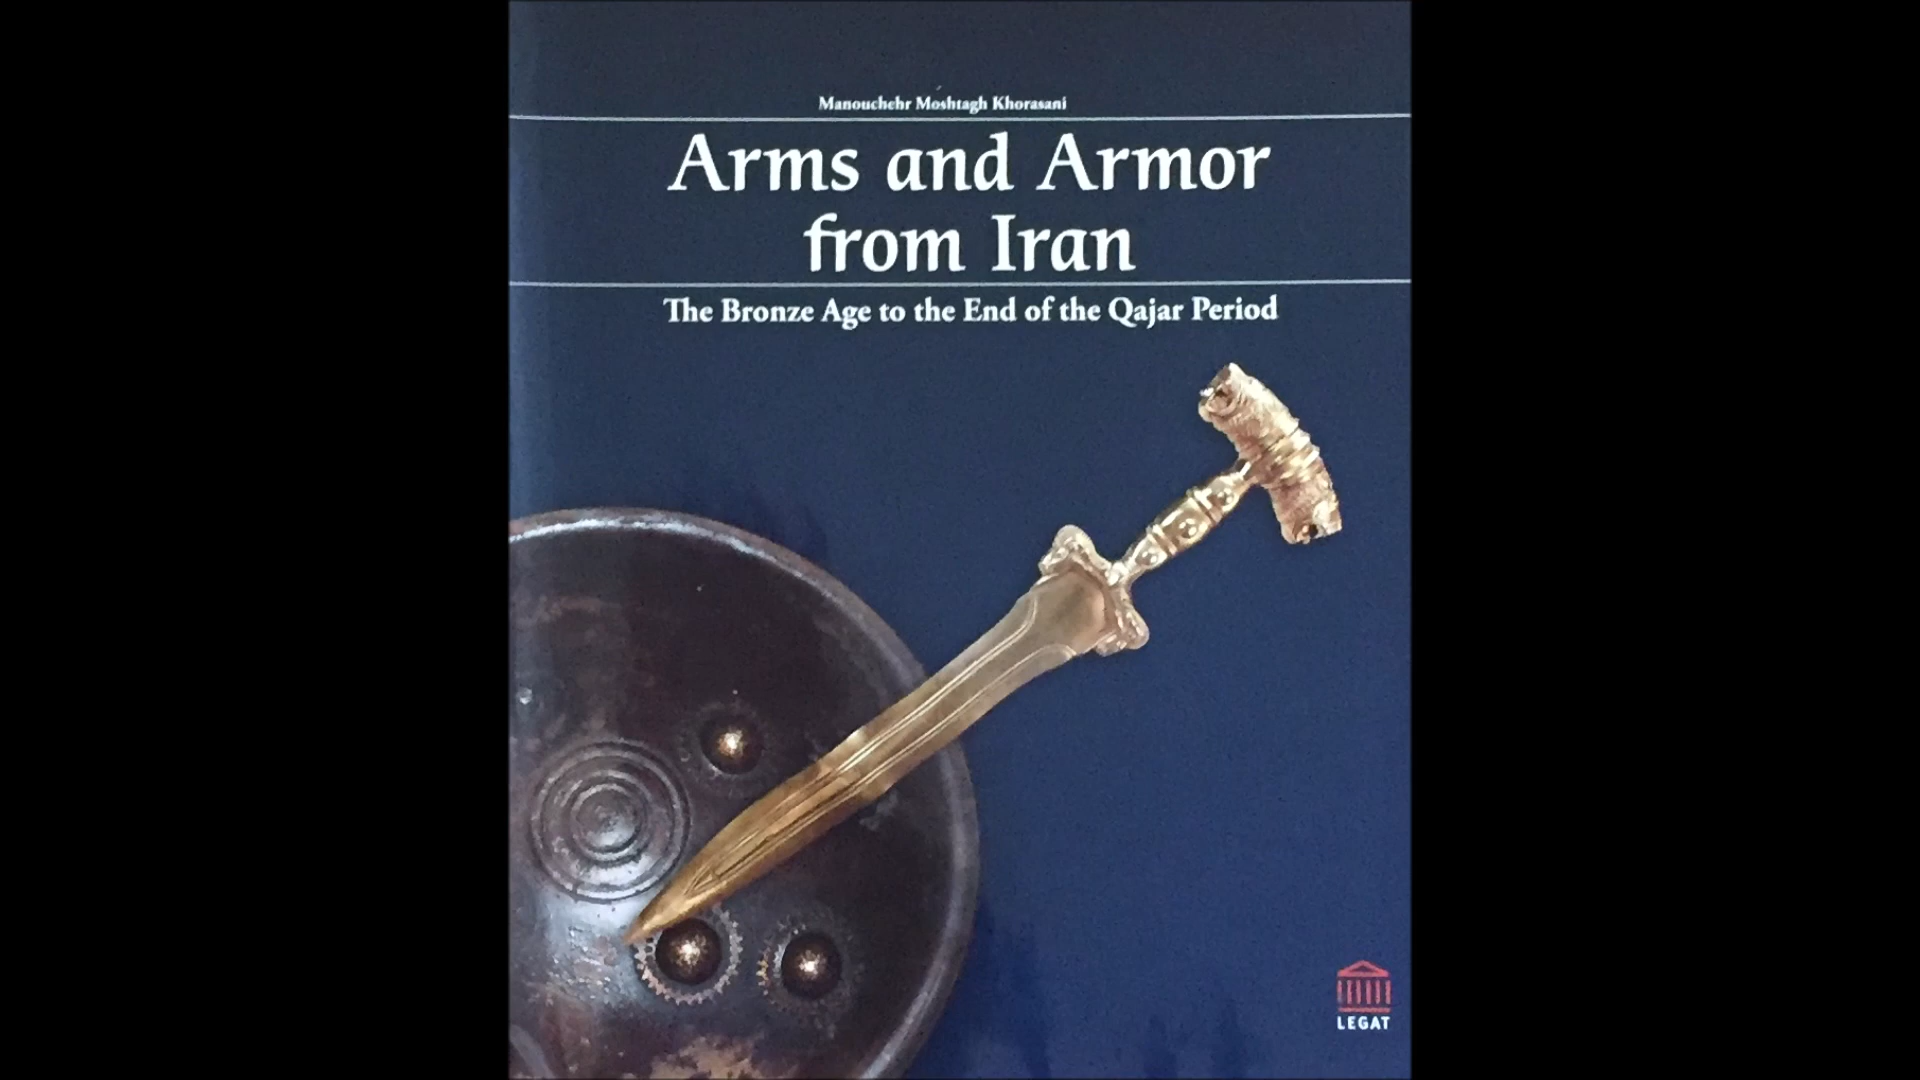 Manouchehr Moshtagh Khorasani
Arms and Armor
from Iran
The Bronze Age to the End of the Qajar Period
LEGAT